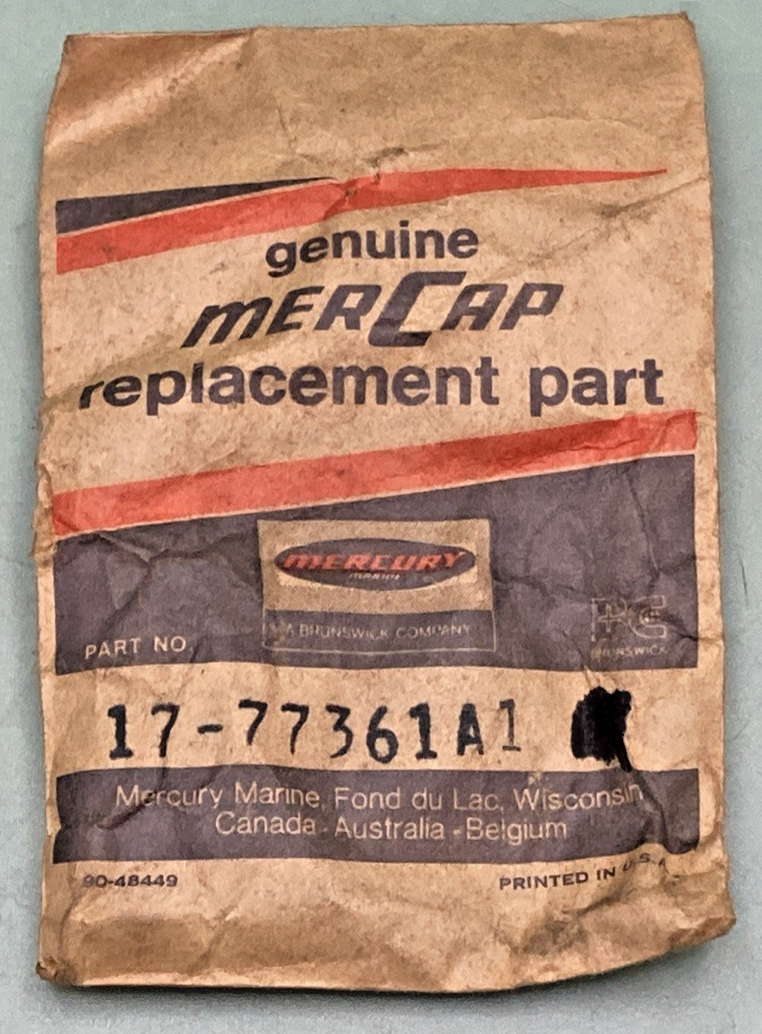 genuine
merCap
replacement part
MERCURY
A BRUNSWICK COMPANY
BRUNSWICK
PART NO.
17-77361A1
Mercury Marine, Fond du Lac, Wisconsin
Canada - Australia - Belgium
90-48449
PRINTED IN U.S.A.